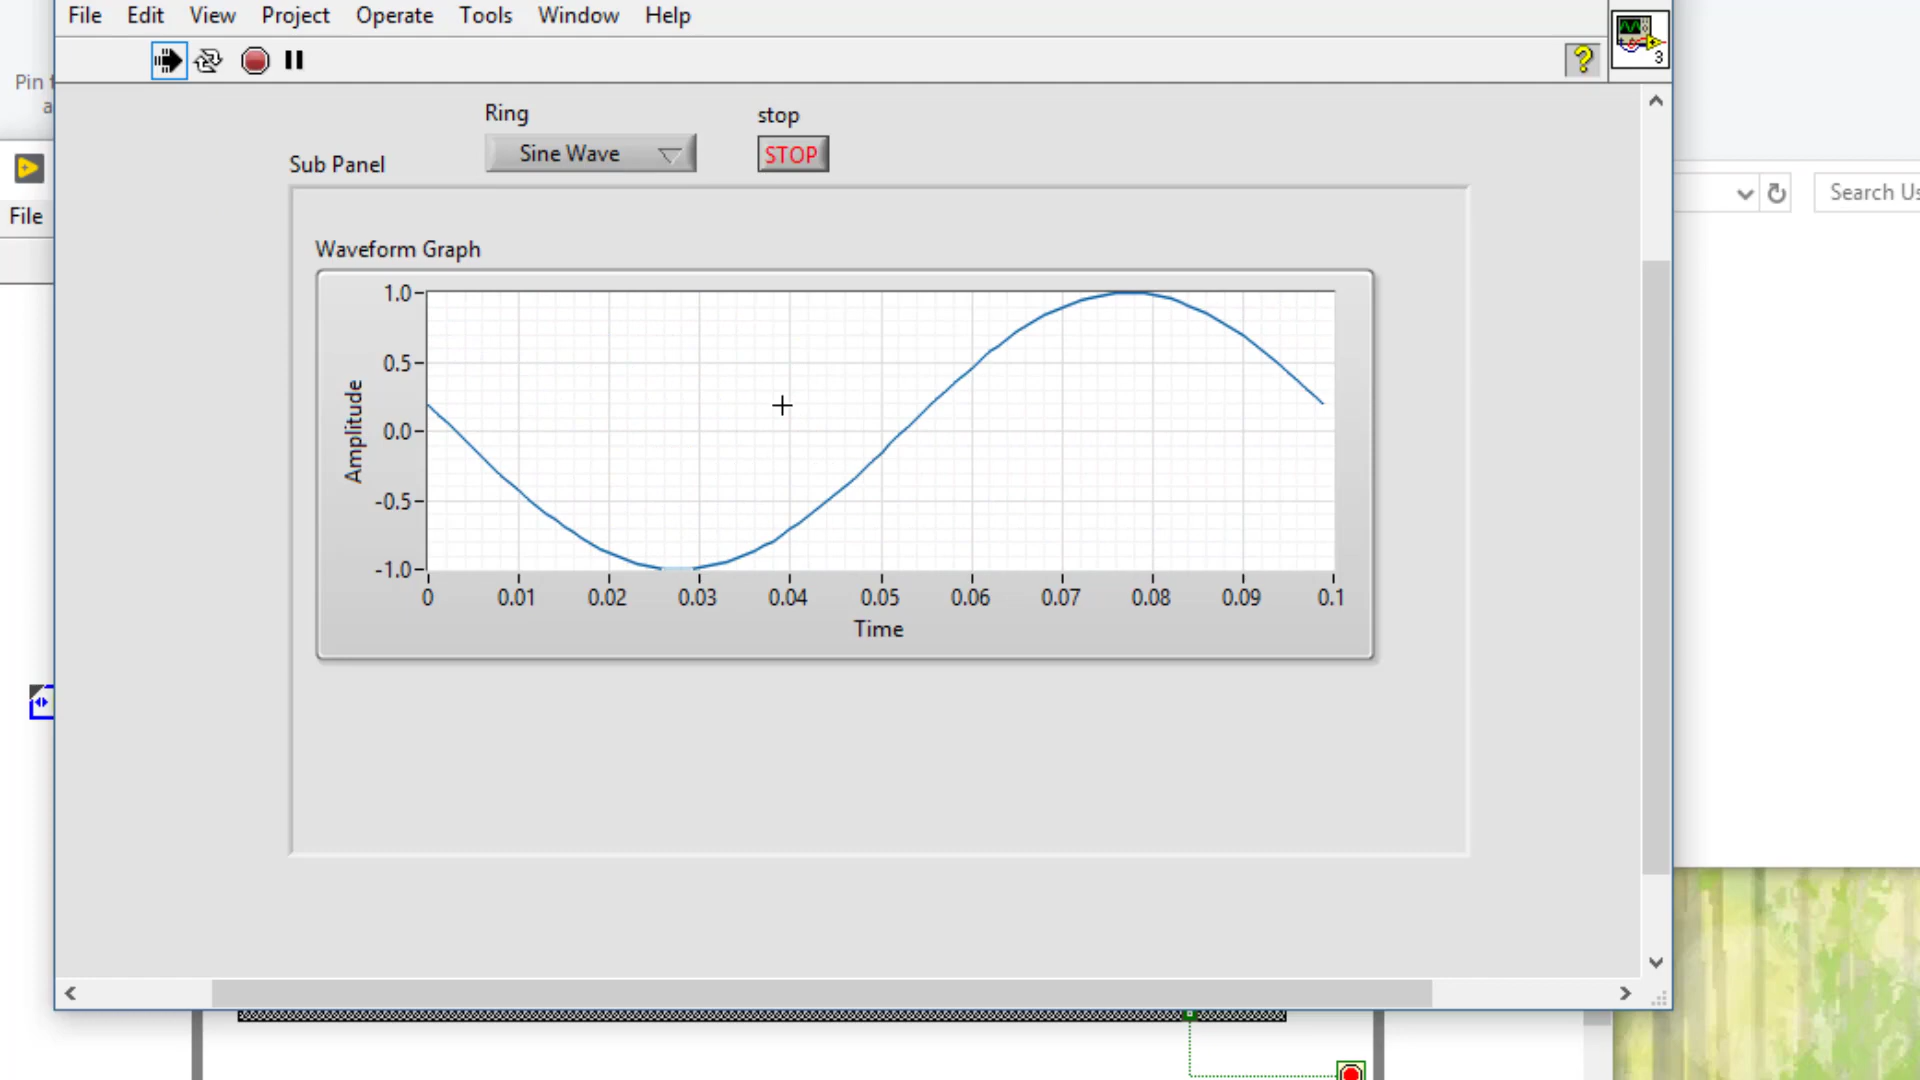 File Edit View Project Operate Tools Window Help
3
Pin t
a
Ring
stop
Sine Wave
STOP
Sub Panel
Search Us
File
Waveform Graph
1.0
0.5
0.0
-0.5
-1.0
Amplitude
0 0.01 0.02 0.03 0.04 0.05 0.06 0.07 0.08 0.09 0.1
Time